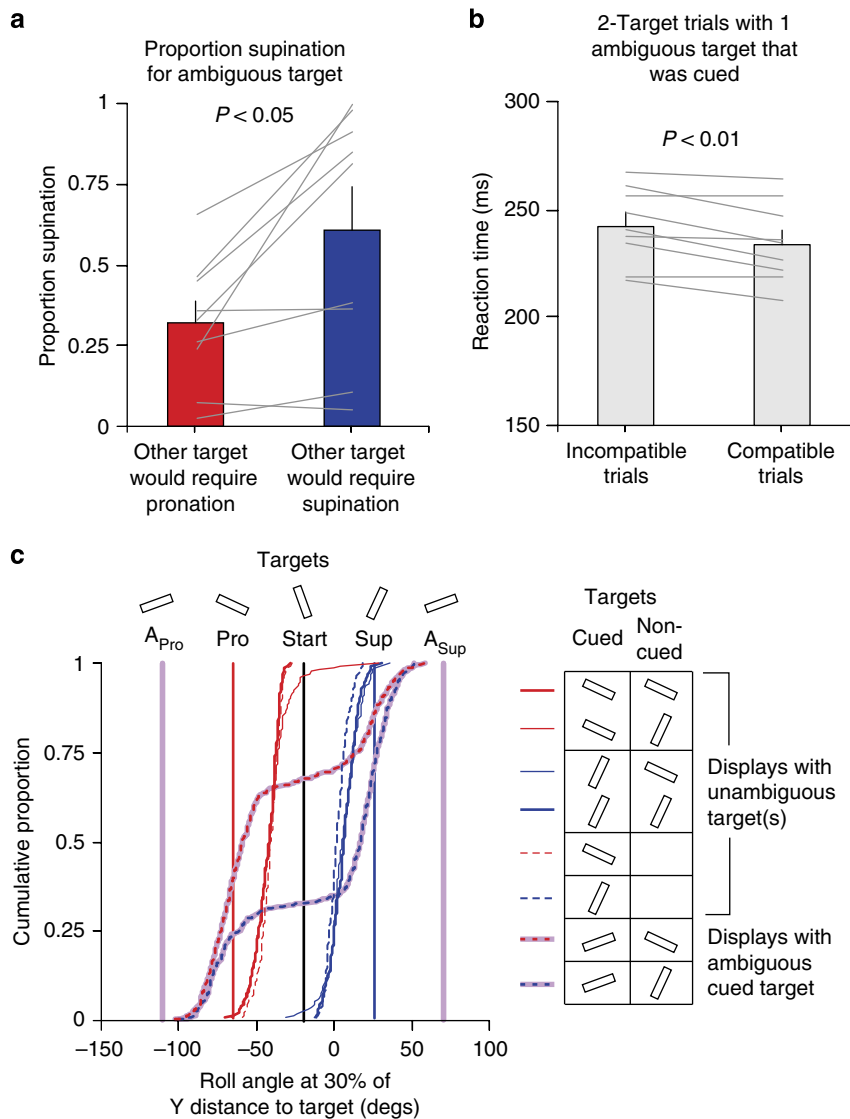 a
Proportion supination
for ambiguous target
P < 0.05
Proportion supination
1
0.75
0.5
0.25
0
Other target
would require
pronation
Other target
would require
supination
b
2-Target trials with 1
ambiguous target that
was cued
P < 0.01
Reaction time (ms)
300
250
200
150
Incompatible
trials
Compatible
trials
c
Targets
APro
Pro
Start
Sup
ASup
Cumulative proportion
1
0.75
0.5
0.25
0
−150
−100
−50
0
50
100
Roll angle at 30% of
Y distance to target (degs)
Targets
Cued
Non-
cued
Displays with
unambiguous
target(s)
Displays with
ambiguous
cued target